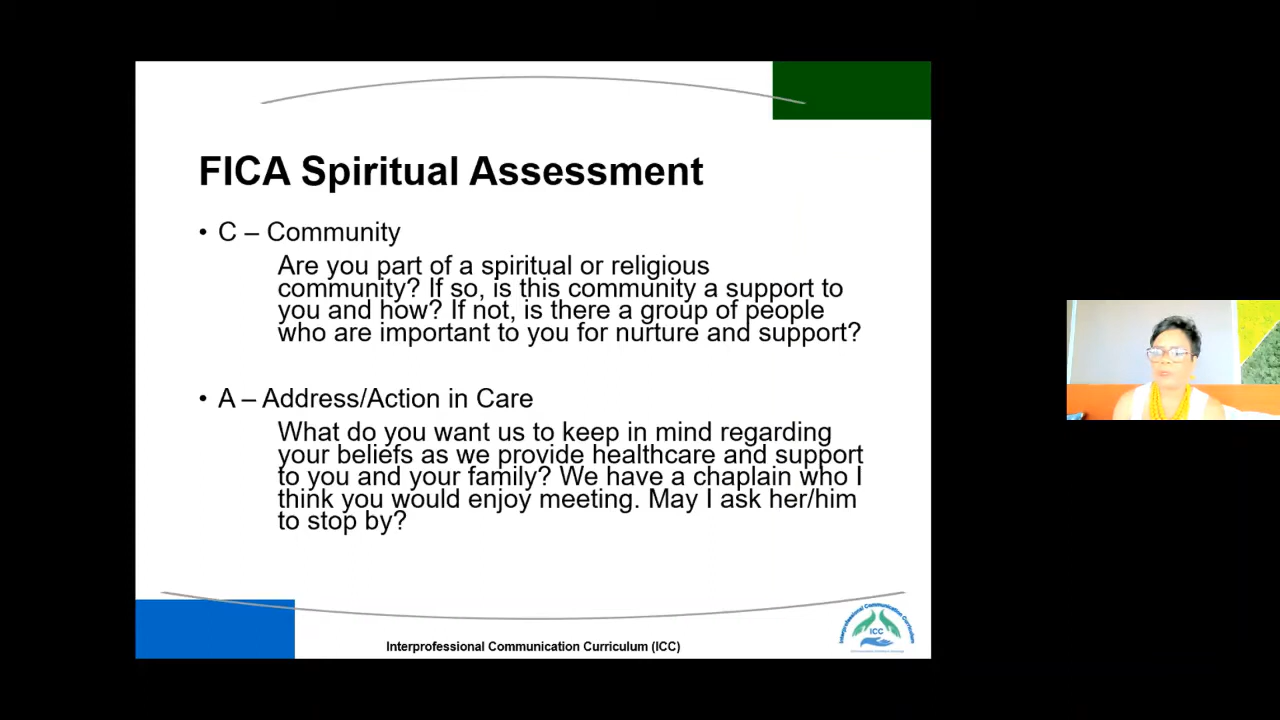 FICA Spiritual Assessment
• C – Community
Are you part of a spiritual or religious
community? If so, is this community a support to
you and how? If not, is there a group of people
who are important to you for nurture and support?
• A – Address/Action in Care
What do you want us to keep in mind regarding
your beliefs as we provide healthcare and support
to you and your family? We have a chaplain who I
think you would enjoy meeting. May I ask her/him
to stop by?
Interprofessional Communication Curriculum
ICC
Interprofessional Communication Curriculum (ICC)